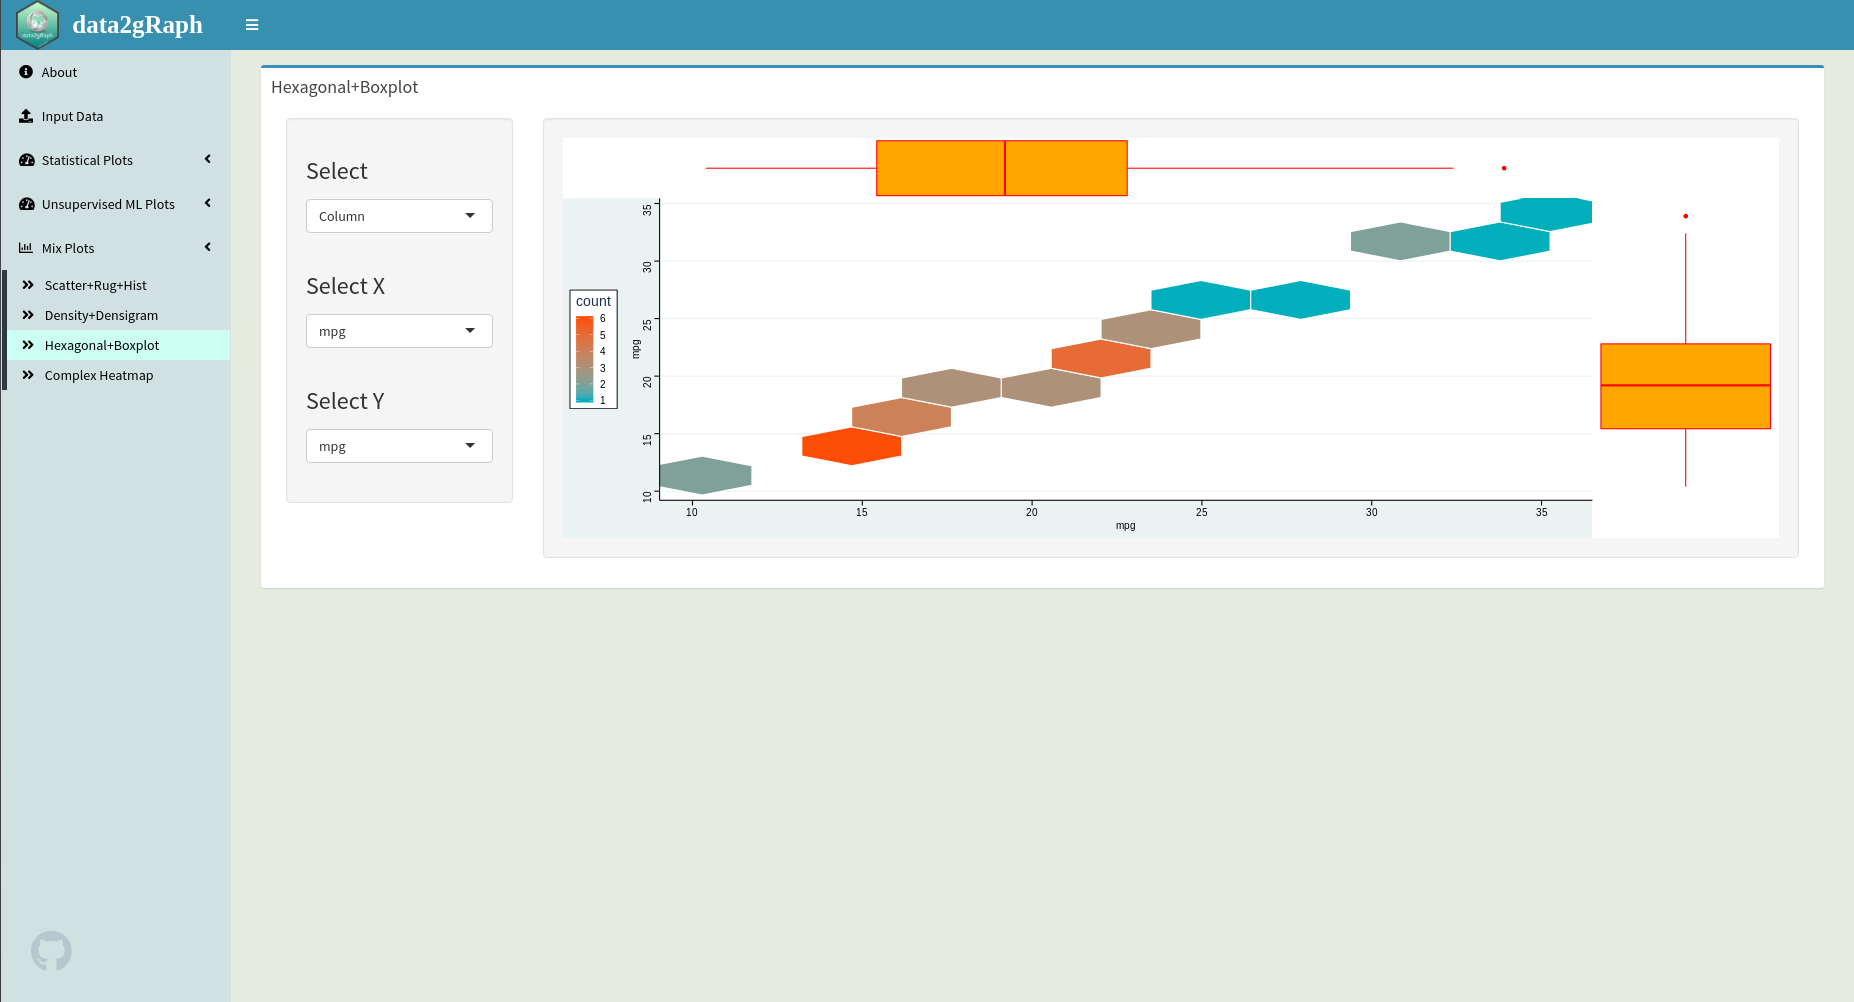 data2gRaph
data2gRaph
About
Input Data
Statistical Plots
Unsupervised ML Plots
Mix Plots
Scatter+Rug+Hist
Density+Densigram
Hexagonal+Boxplot
Complex Heatmap
Hexagonal+Boxplot
Select
Column
Select X
mpg
Select Y
mpg
count
6
5
4
3
2
1
mpg
35
30
25
20
15
10
10 15 20 25 30 35
mpg